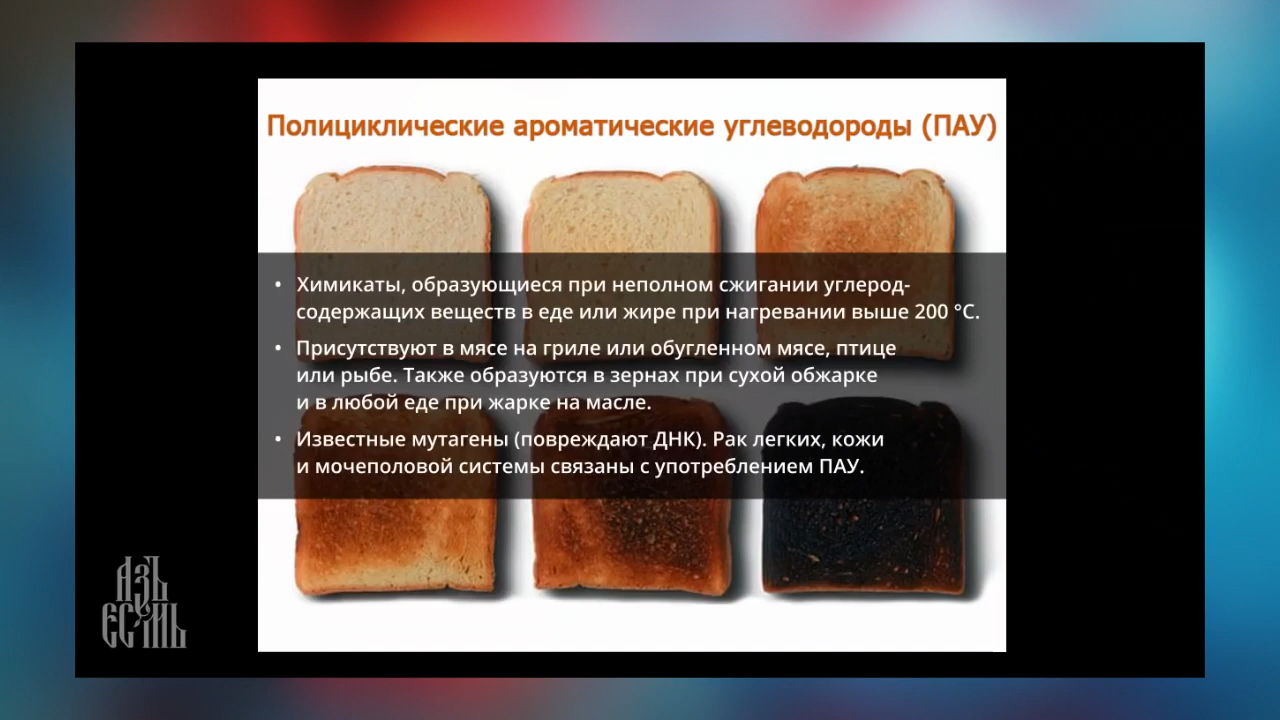 Полициклические ароматические углеводороды (ПАУ)
• Химикаты, образующиеся при неполном сжигании углерод-
содержащих веществ в еде или жире при нагревании выше 200 °C.
• Присутствуют в мясе на гриле или обугленном мясе, птице
или рыбе. Также образуются в зернах при сухой обжарке
и в любой еде при жарке на масле.
• Известные мутагены (повреждают ДНК). Рак легких, кожи
и мочеполовой системы связаны с употреблением ПАУ.
АЗЪ
ЕСМЬ